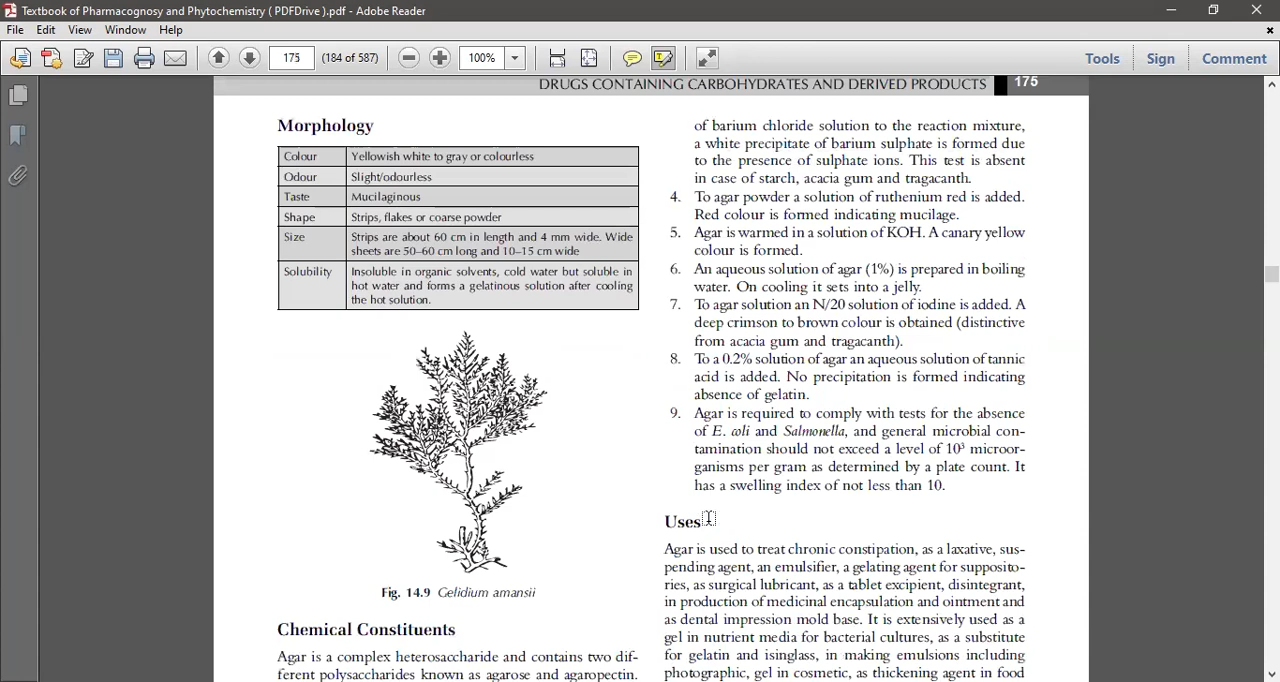 Textbook of Pharmacognosy and Phytochemistry ( PDFDrive ).pdf - Adobe Reader
File Edit View Window Help
175 (184 of 587) 100% Tools Sign Comment
DRUGS CONTAINING CARBOHYDRATES AND DERIVED PRODUCTS 175
Morphology
Colour Yellowish white to gray or colourless
Odour Slight/odourless
Taste Mucilaginous
Shape Strips, flakes or coarse powder
Size Strips are about 60 cm in length and 4 mm wide. Wide
sheets are 50–60 cm long and 10–15 cm wide
Solubility Insoluble in organic solvents, cold water but soluble in
hot water and forms a gelatinous solution after cooling
the hot solution.
Fig. 14.9 Gelidium amansii
Chemical Constituents
Agar is a complex heterosaccharide and contains two dif-
ferent polysaccharides known as agarose and agaropectin.
of barium chloride solution to the reaction mixture,
a white precipitate of barium sulphate is formed due
to the presence of sulphate ions. This test is absent
in case of starch, acacia gum and tragacanth.
4. To agar powder a solution of ruthenium red is added.
Red colour is formed indicating mucilage.
5. Agar is warmed in a solution of KOH. A canary yellow
colour is formed.
6. An aqueous solution of agar (1%) is prepared in boiling
water. On cooling it sets into a jelly.
7. To agar solution an N/20 solution of iodine is added. A
deep crimson to brown colour is obtained (distinctive
from acacia gum and tragacanth).
8. To a 0.2% solution of agar an aqueous solution of tannic
acid is added. No precipitation is formed indicating
absence of gelatin.
9. Agar is required to comply with tests for the absence
of E. coli and Salmonella, and general microbial con-
tamination should not exceed a level of 10³ microor-
ganisms per gram as determined by a plate count. It
has a swelling index of not less than 10.
Uses
Agar is used to treat chronic constipation, as a laxative, sus-
pending agent, an emulsifier, a gelating agent for supposito-
ries, as surgical lubricant, as a tablet excipient, disintegrant,
in production of medicinal encapsulation and ointment and
as dental impression mold base. It is extensively used as a
gel in nutrient media for bacterial cultures, as a substitute
for gelatin and isinglass, in making emulsions including
photographic, gel in cosmetic, as thickening agent in food